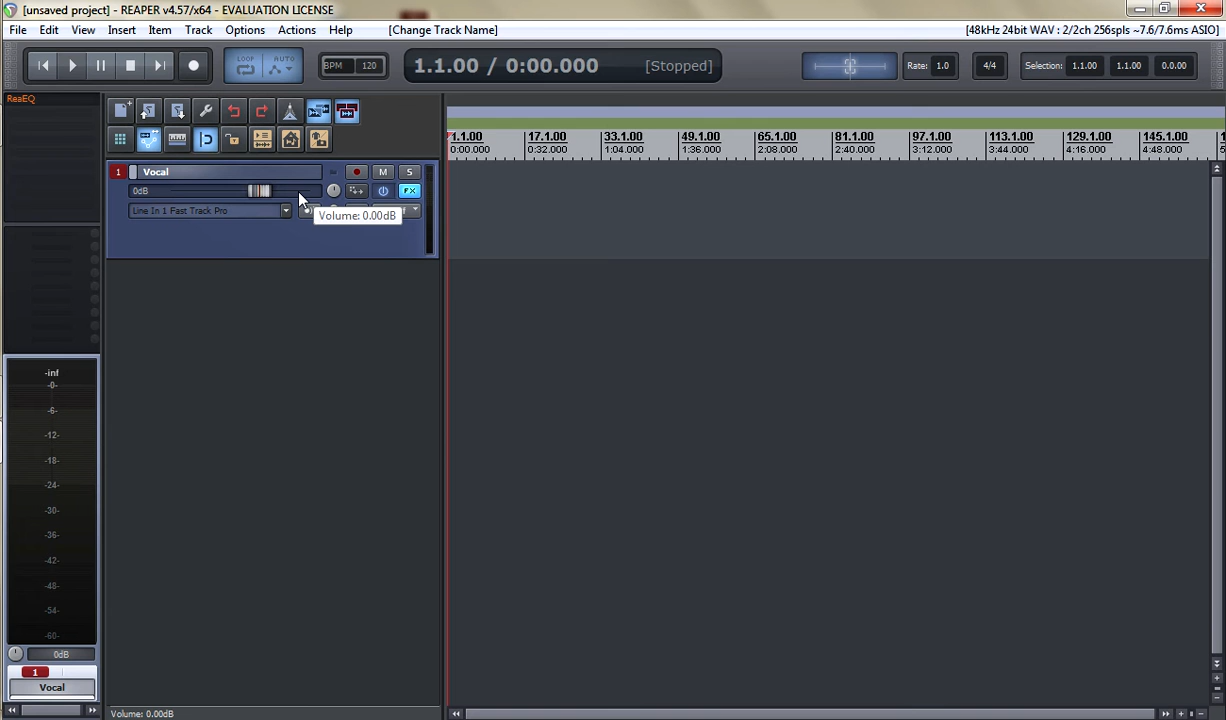 [unsaved project] - REAPER v4.57/x64 - EVALUATION LICENSE
File Edit View Insert Item Track Options Actions Help [Change Track Name] [48kHz 24bit WAV : 2/2ch 256spls ~7.6/7.6ms ASIO]
LOOP AUTO BPM 120 1.1.00 / 0:00.000 [Stopped] Rate: 1.0 4/4 Selection: 1.1.00 1.1.00 0.0.00
ReaEQ
1.1.00 17.1.00 33.1.00 49.1.00 65.1.00 81.1.00 97.1.00 113.1.00 129.1.00 145.1.00
0:00.000 0:32.000 1:04.000 1:36.000 2:08.000 2:40.000 3:12.000 3:44.000 4:16.000 4:48.000
1 Vocal M S
0dB FX
Line In 1 Fast Track Pro
Volume: 0.00dB
-inf
-0-
-6-
-12-
-18-
-24-
-30-
-36-
-42-
-48-
-54-
-60-
0dB
1
Vocal
Volume: 0.00dB